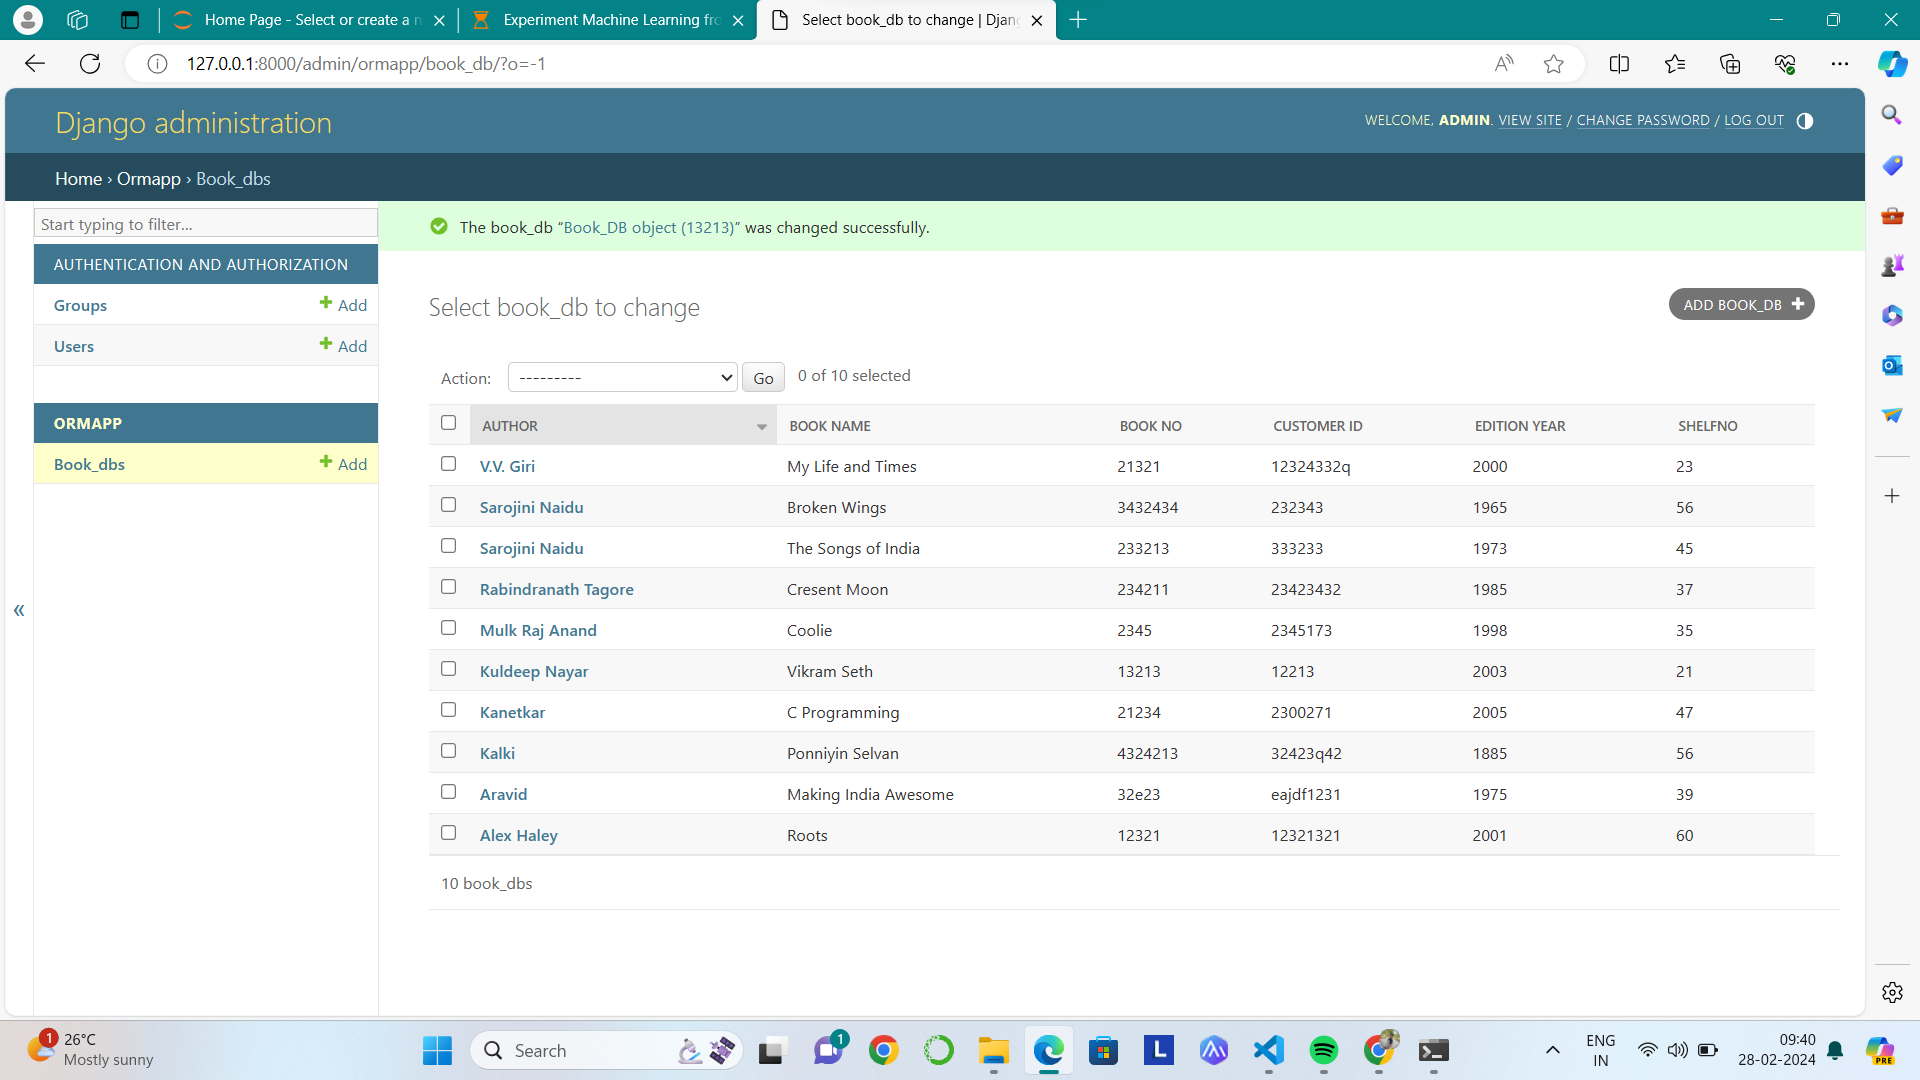 Home Page - Select or create a n
Experiment Machine Learning fro
Select book_db to change | Djang
127.0.0.1:8000/admin/ormapp/book_db/?o=-1
Django administration
WELCOME, ADMIN. VIEW SITE / CHANGE PASSWORD / LOG OUT
Home › Ormapp › Book_dbs
Start typing to filter...
AUTHENTICATION AND AUTHORIZATION
Groups + Add
Users + Add
ORMAPP
Book_dbs + Add
«
The book_db “Book_DB object (13213)” was changed successfully.
Select book_db to change
ADD BOOK_DB +
Action: --------- Go 0 of 10 selected
AUTHOR BOOK NAME BOOK NO CUSTOMER ID EDITION YEAR SHELFNO
V.V. Giri My Life and Times 21321 12324332q 2000 23
Sarojini Naidu Broken Wings 3432434 232343 1965 56
Sarojini Naidu The Songs of India 233213 333233 1973 45
Rabindranath Tagore Cresent Moon 234211 23423432 1985 37
Mulk Raj Anand Coolie 2345 2345173 1998 35
Kuldeep Nayar Vikram Seth 13213 12213 2003 21
Kanetkar C Programming 21234 2300271 2005 47
Kalki Ponniyin Selvan 4324213 32423q42 1885 56
Aravid Making India Awesome 32e23 eajdf1231 1975 39
Alex Haley Roots 12321 12321321 2001 60
10 book_dbs
1
26°C
Mostly sunny
Search
1
L
ENG
IN
09:40
28-02-2024
PRE